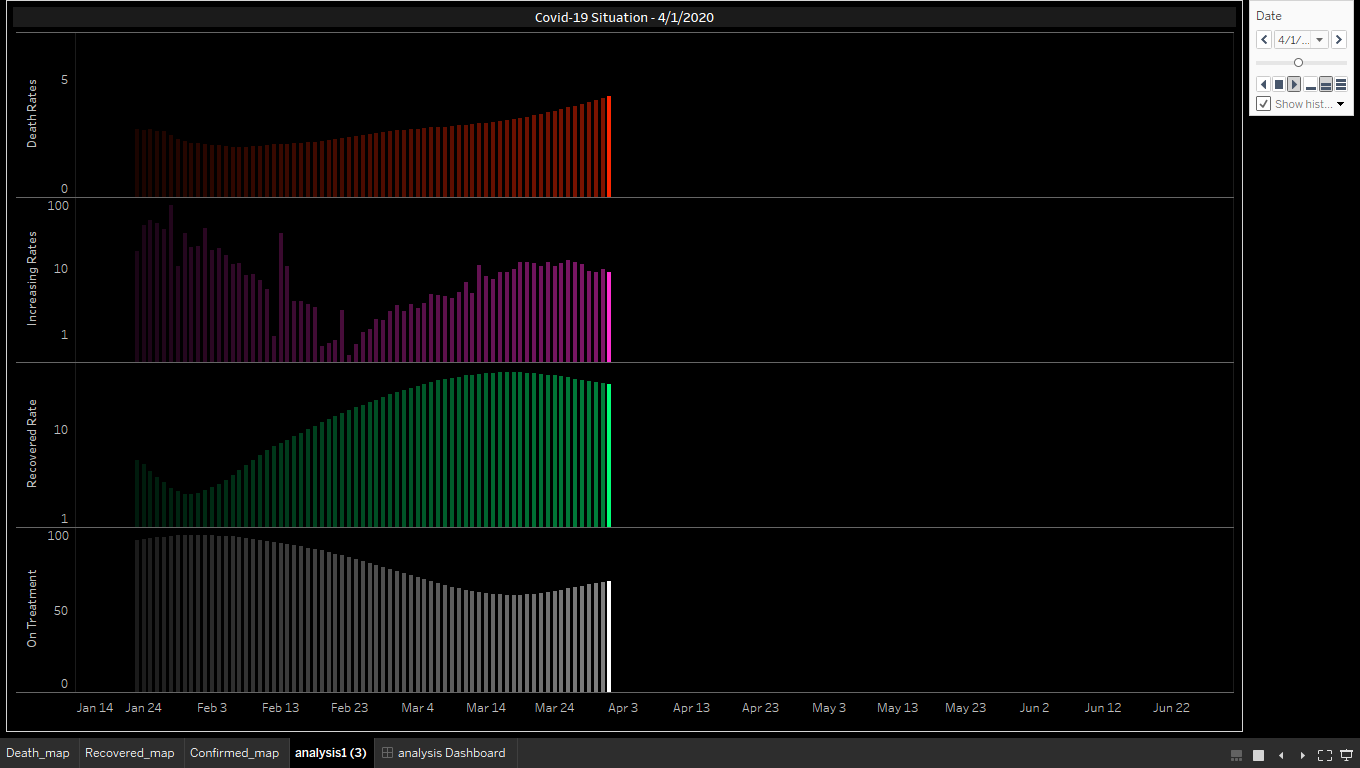 Covid-19 Situation - 4/1/2020
Date
4/1/...
Show hist...
Death Rates
5
0
Increasing Rates
100
10
1
Recovered Rate
10
1
On Treatment
100
50
0
Jan 14 Jan 24 Feb 3 Feb 13 Feb 23 Mar 4 Mar 14 Mar 24 Apr 3 Apr 13 Apr 23 May 3 May 13 May 23 Jun 2 Jun 12 Jun 22
Death_map Recovered_map Confirmed_map analysis1 (3) analysis Dashboard